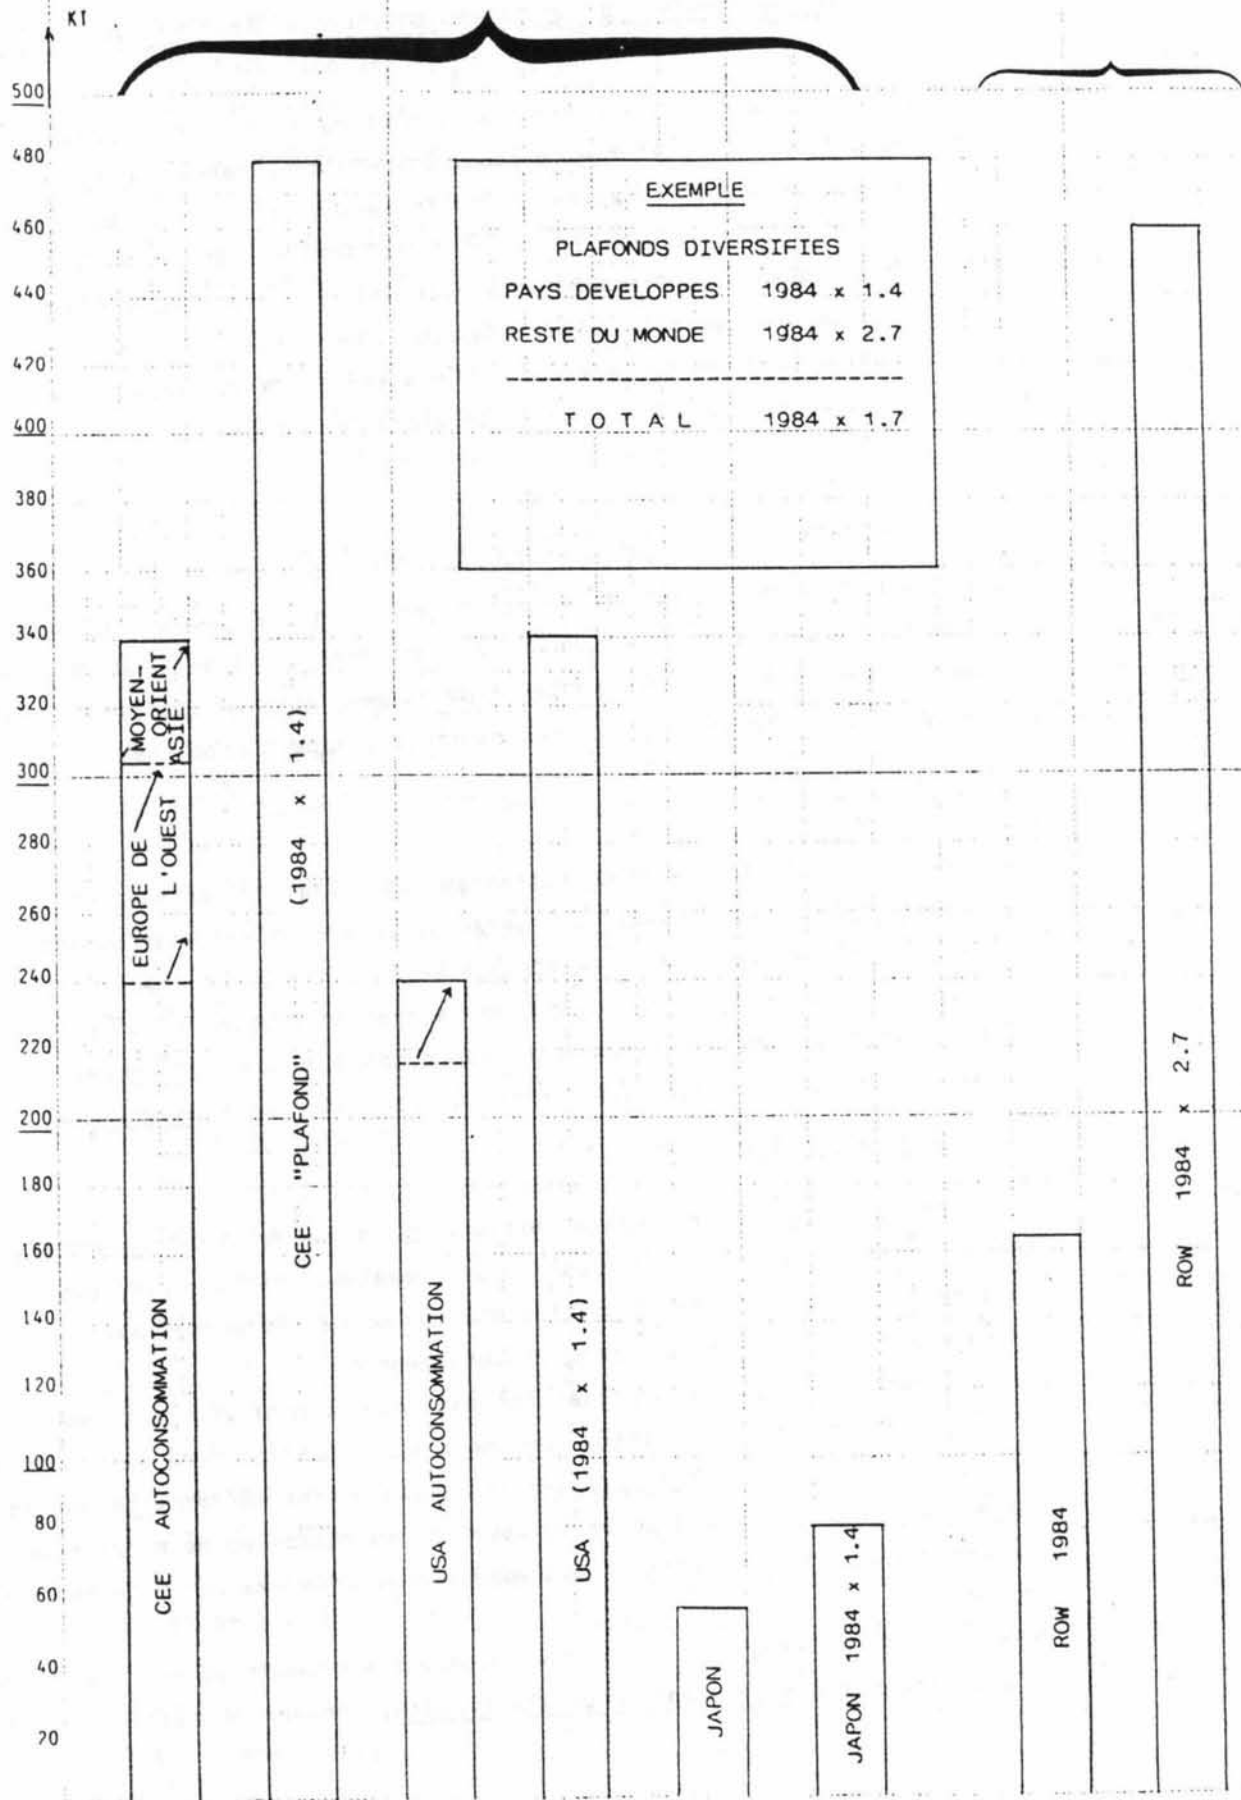 KT
500
480
460
440
420
400
380
360
340
320
300
280
260
240
220
200
180
160
140
120
100
80
60
40
20
EXEMPLE
PLAFONDS DIVERSIFIES
PAYS DEVELOPPES 1984 x 1.4
RESTE DU MONDE 1984 x 2.7
T O T A L 1984 x 1.7
MOYEN-
ORIENT
ASIE
EUROPE DE
L'OUEST
CEE AUTOCONSOMMATION
CEE "PLAFOND" (1984 x 1.4)
USA AUTOCONSOMMATION
USA (1984 x 1.4)
JAPON
JAPON 1984 x 1.4
ROW 1984
ROW 1984 x 2.7